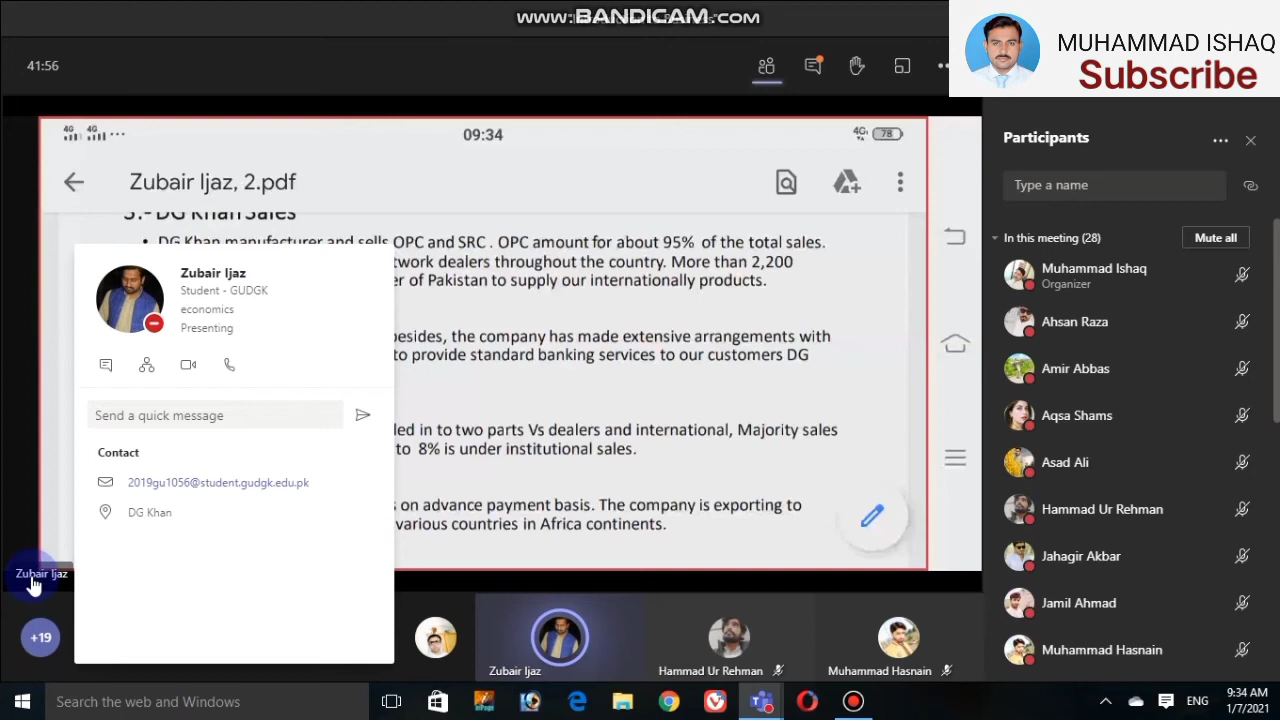 WWW.BANDICAM.COM
MUHAMMAD ISHAQ
Subscribe
41:56
4G 4G
09:34
4G
78
Zubair Ijaz, 2.pdf
DG Khan Sales
DG Khan manufacturer and sells OPC and SRC . OPC amount for about 95% of the total sales.
twork dealers throughout the country. More than 2,200
er of Pakistan to supply our internationally products.
besides, the company has made extensive arrangements with
to provide standard banking services to our customers DG
led in to two parts Vs dealers and international, Majority sales
to 8% is under institutional sales.
s on advance payment basis. The company is exporting to
various countries in Africa continents.
Zubair Ijaz
Student - GUDGK
economics
Presenting
Send a quick message
Contact
2019gu1056@student.gudgk.edu.pk
DG Khan
Zubair Ijaz
+19
Zubair Ijaz
Hammad Ur Rehman
Muhammad Hasnain
Participants
Type a name
In this meeting (28)
Mute all
Muhammad Ishaq
Organizer
Ahsan Raza
Amir Abbas
Aqsa Shams
Asad Ali
Hammad Ur Rehman
Jahagir Akbar
Jamil Ahmad
Muhammad Hasnain
Search the web and Windows
ENG
9:34 AM
1/7/2021